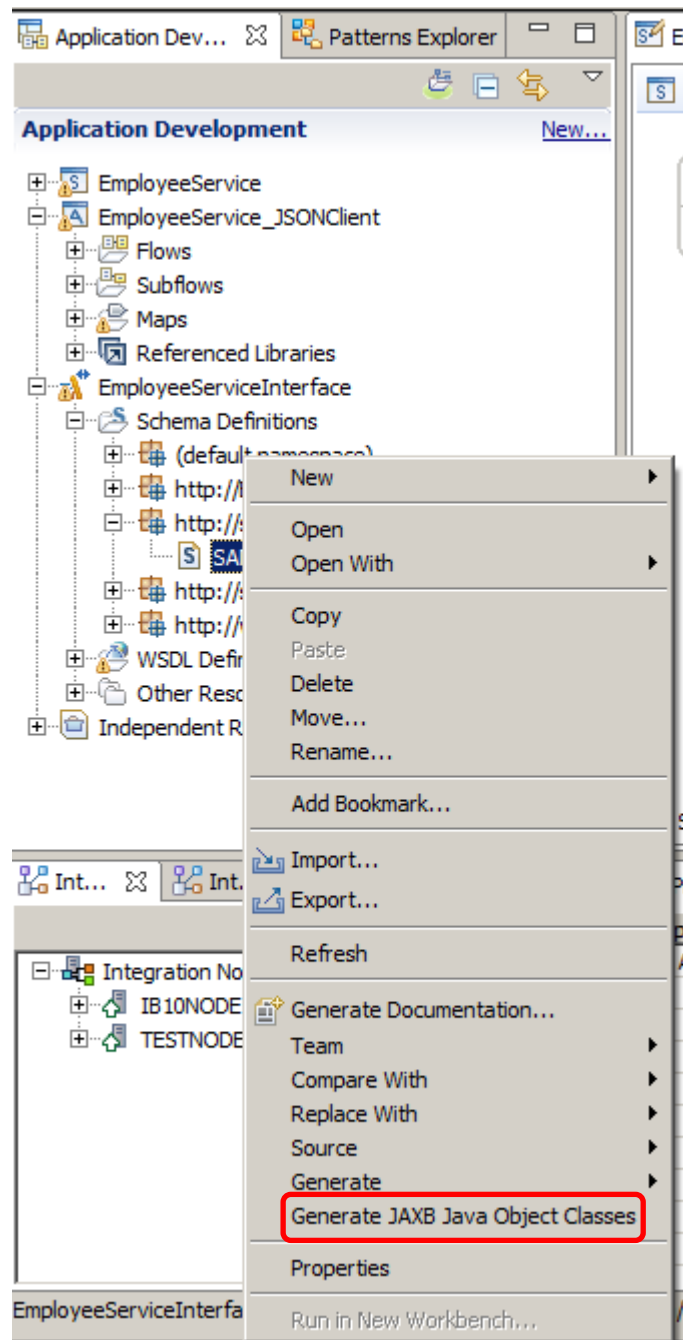 Application Dev... Patterns Explorer E
S
Application Development New...
EmployeeService
EmployeeService_JSONClient
Flows
Subflows
Maps
Referenced Libraries
EmployeeServiceInterface
Schema Definitions
(default namespace)
http://
http://
S SA
http://
http://
WSDL Defi
Other Reso
Independent R
New
Open
Open With
Copy
Paste
Delete
Move...
Rename...
Add Bookmark...
Import...
Export...
Refresh
Generate Documentation...
Team
Compare With
Replace With
Source
Generate
Generate JAXB Java Object Classes
Properties
Run in New Workbench...
Int... Int.
Integration No
IB10NODE
TESTNODE
EmployeeServiceInterfa